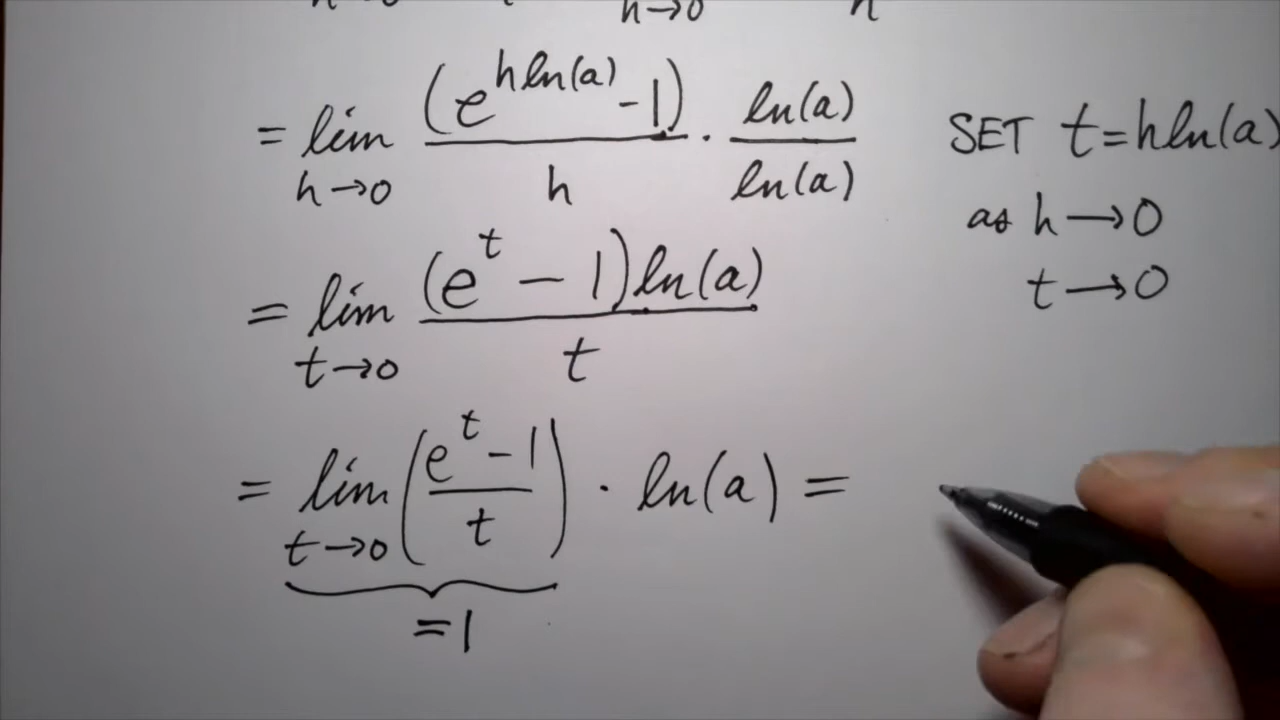 h→0
= lim (e^{h ln(a)} - 1) / h · ln(a) / ln(a)
h→0
SET t = h ln(a)
as h → 0
t → 0
= lim (e^t - 1) ln(a) / t
t→0
= lim ( (e^t - 1) / t ) · ln(a) =
t→0
= 1